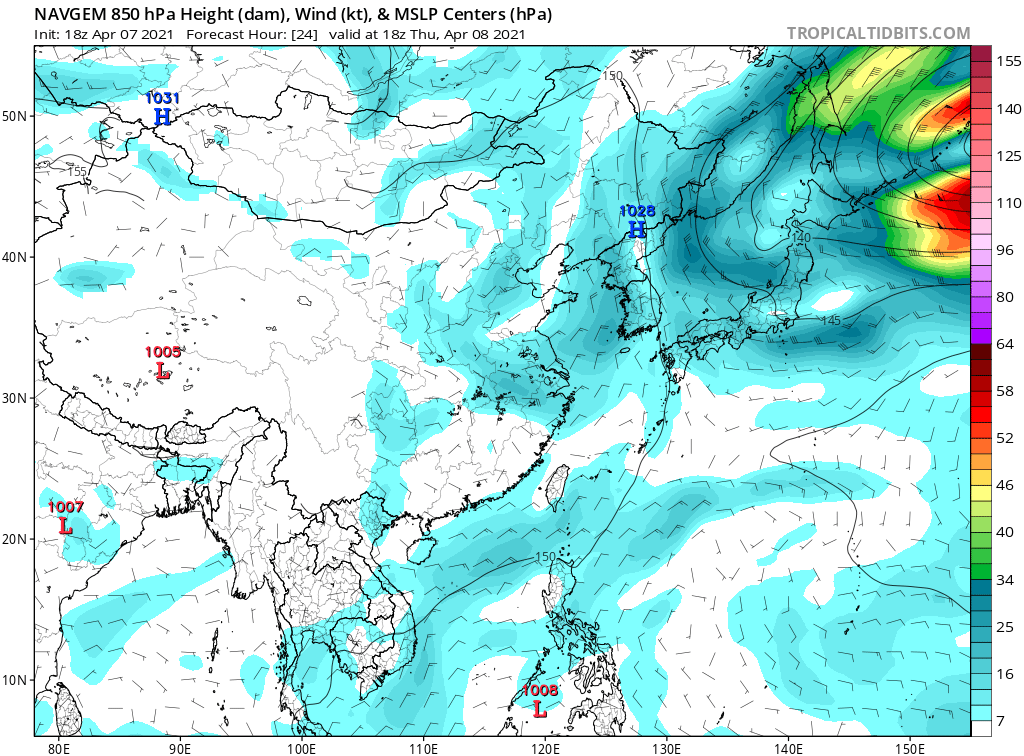 NAVGEM 850 hPa Height (dam), Wind (kt), & MSLP Centers (hPa)
Init: 18z Apr 07 2021 Forecast Hour: [24] valid at 18z Thu, Apr 08 2021
TROPICALTIDBITS.COM
150
1031
H
155
1028
H
140
145
1005
L
1007
L
150
1008
L
50N
40N
30N
20N
10N
80E
90E
100E
110E
120E
130E
140E
150E
155
140
125
110
96
80
64
58
52
46
40
34
25
16
7